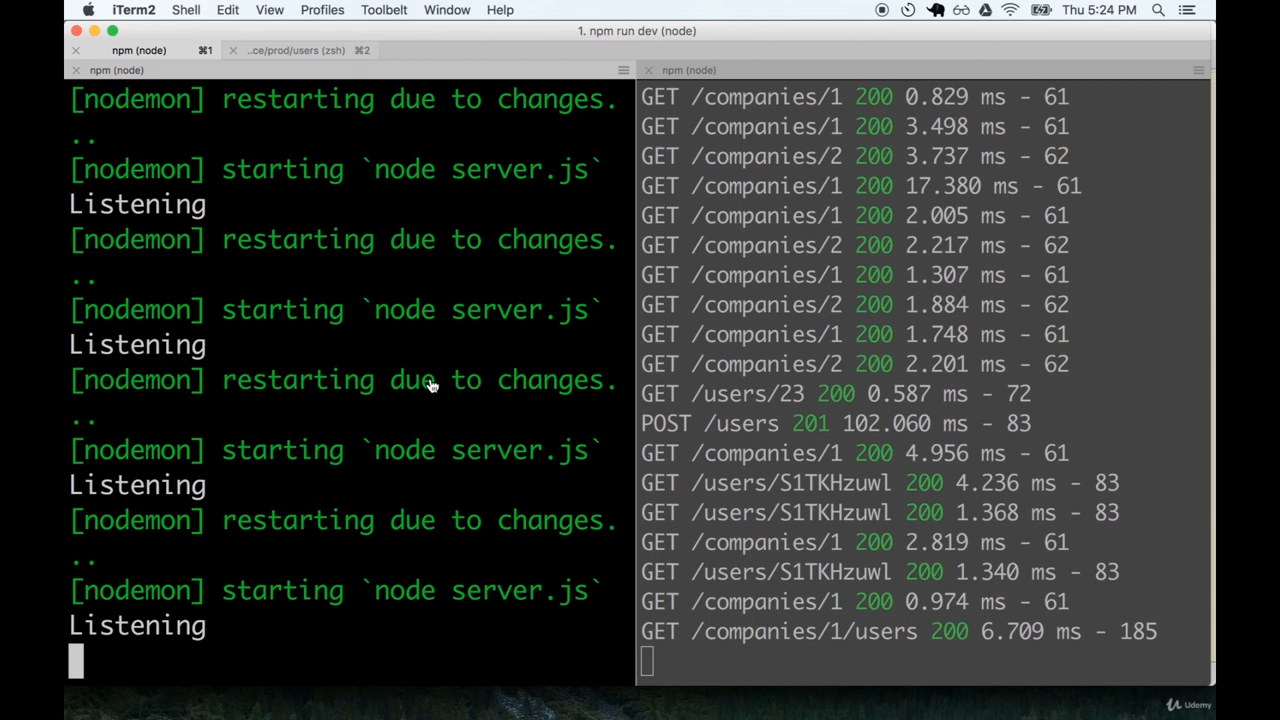 iTerm2 Shell Edit View Profiles Toolbelt Window Help Thu 5:24 PM
1. npm run dev (node)
npm (node) ⌘1 ..ce/prod/users (zsh) ⌘2
npm (node)
[nodemon] restarting due to changes.
..
[nodemon] starting `node server.js`
Listening
[nodemon] restarting due to changes.
..
[nodemon] starting `node server.js`
Listening
[nodemon] restarting due to changes.
..
[nodemon] starting `node server.js`
Listening
[nodemon] restarting due to changes.
..
[nodemon] starting `node server.js`
Listening
npm (node)
GET /companies/1 200 0.829 ms - 61
GET /companies/1 200 3.498 ms - 61
GET /companies/2 200 3.737 ms - 62
GET /companies/1 200 17.380 ms - 61
GET /companies/1 200 2.005 ms - 61
GET /companies/2 200 2.217 ms - 62
GET /companies/1 200 1.307 ms - 61
GET /companies/2 200 1.884 ms - 62
GET /companies/1 200 1.748 ms - 61
GET /companies/2 200 2.201 ms - 62
GET /users/23 200 0.587 ms - 72
POST /users 201 102.060 ms - 83
GET /companies/1 200 4.956 ms - 61
GET /users/S1TKHzuwl 200 4.236 ms - 83
GET /users/S1TKHzuwl 200 1.368 ms - 83
GET /companies/1 200 2.819 ms - 61
GET /users/S1TKHzuwl 200 1.340 ms - 83
GET /companies/1 200 0.974 ms - 61
GET /companies/1/users 200 6.709 ms - 185
Udemy